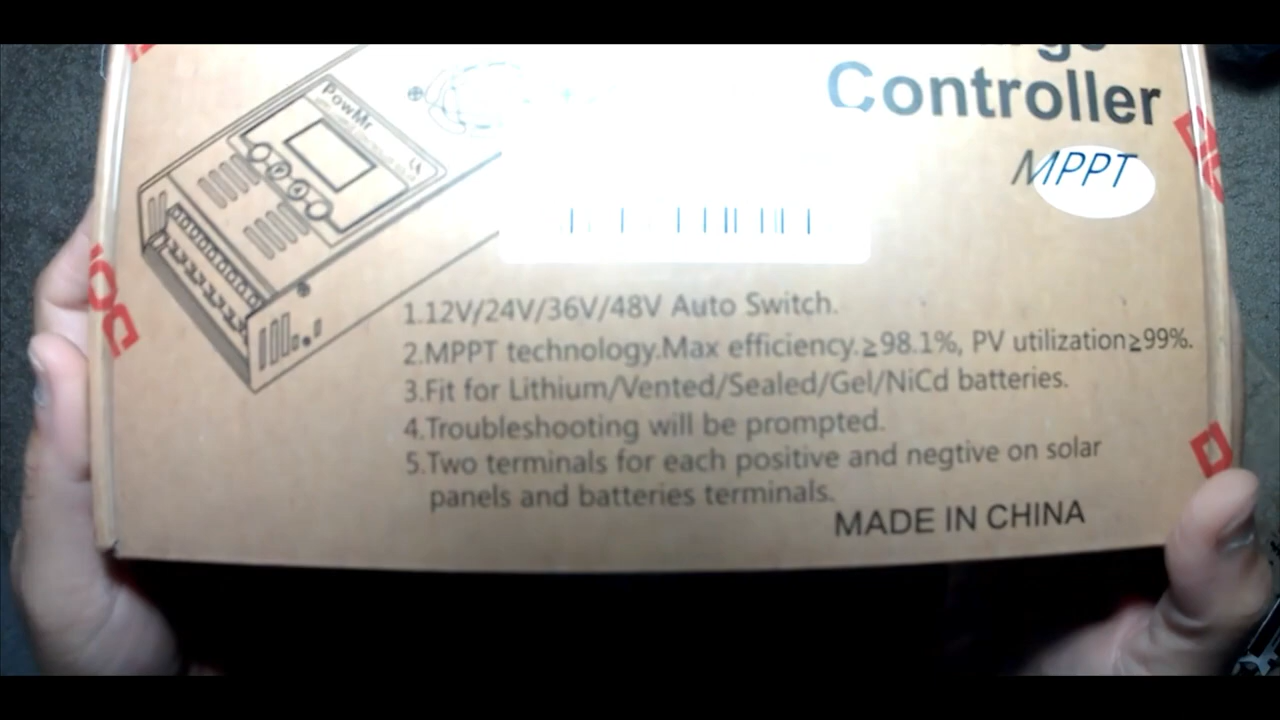 Controller
MPPT
PowMr
1.12V/24V/36V/48V Auto Switch.
2.MPPT technology.Max efficiency.≥98.1%, PV utilization≥99%.
3.Fit for Lithium/Vented/Sealed/Gel/NiCd batteries.
4.Troubleshooting will be prompted.
5.Two terminals for each positive and negtive on solar
panels and batteries terminals.
MADE IN CHINA